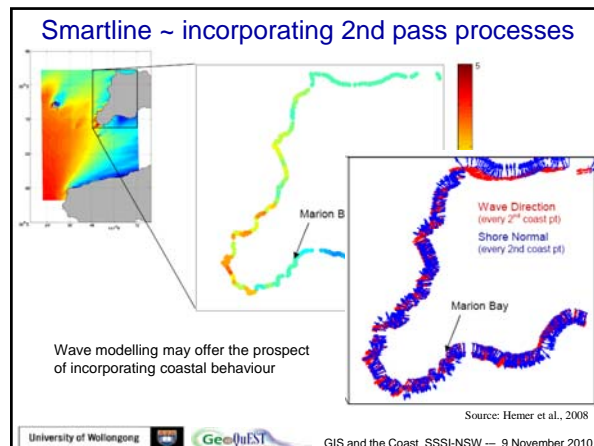 Smartline ~ incorporating 2nd pass processes
5
Marion B
Wave Direction
(every 2nd coast pt)
Shore Normal
(every 2nd coast pt)
Marion Bay
Wave modelling may offer the prospect
of incorporating coastal behaviour
Source: Hemer et al., 2008
University of Wollongong
GeoQuEST
GIS and the Coast SSSI-NSW --- 9 November 2010